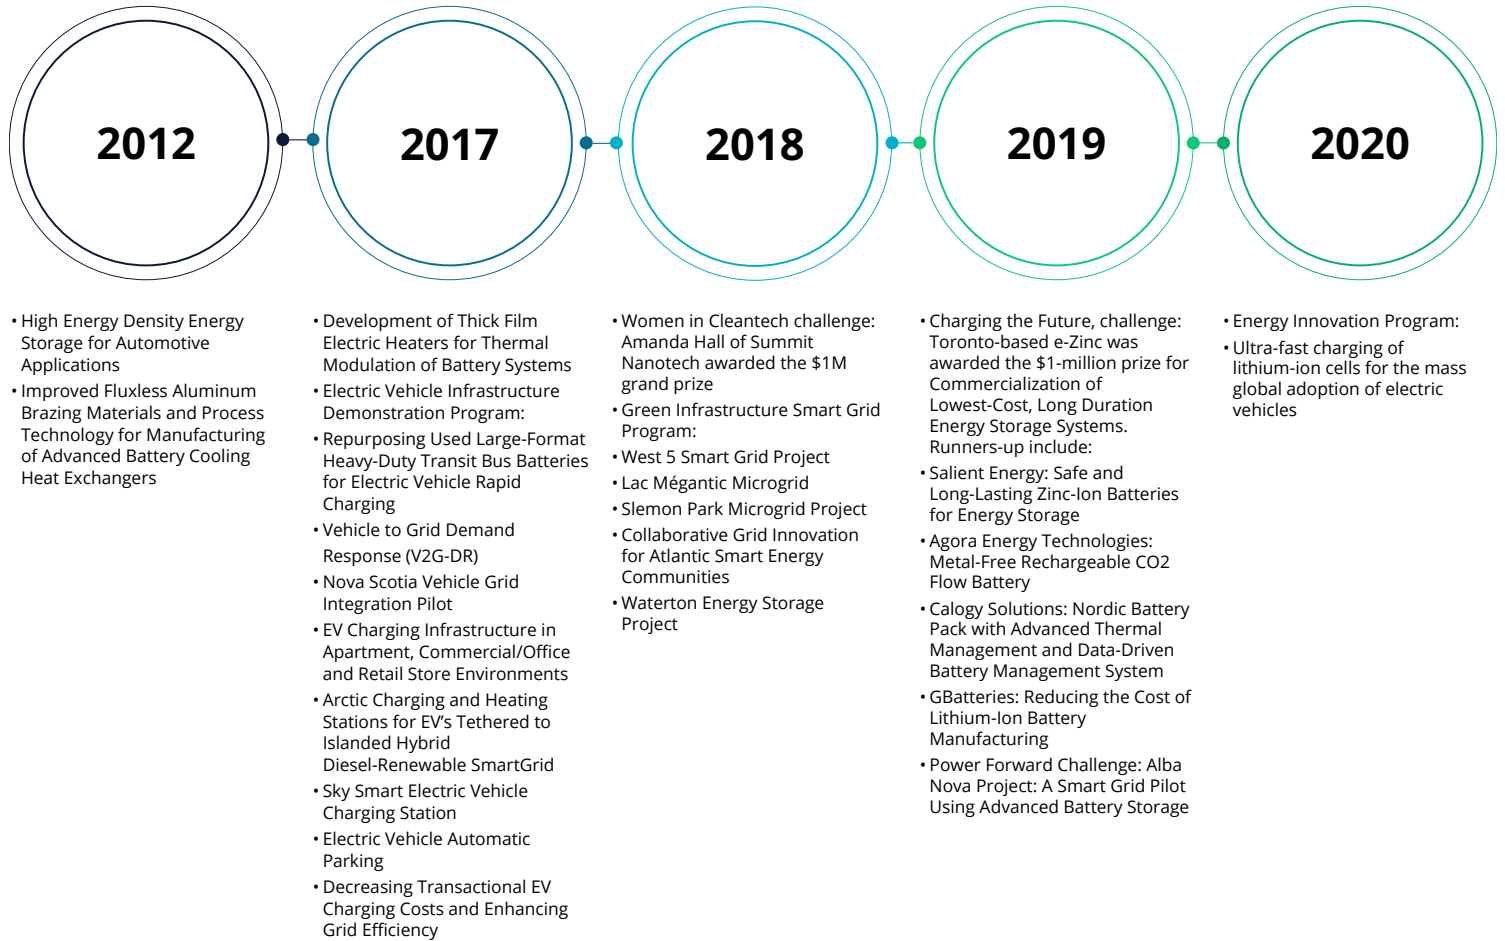 2012
2017
2018
2019
2020
• High Energy Density Energy
Storage for Automotive
Applications
• Improved Fluxless Aluminum
Brazing Materials and Process
Technology for Manufacturing
of Advanced Battery Cooling
Heat Exchangers
• Development of Thick Film
Electric Heaters for Thermal
Modulation of Battery Systems
• Electric Vehicle Infrastructure
Demonstration Program:
• Repurposing Used Large-Format
Heavy-Duty Transit Bus Batteries
for Electric Vehicle Rapid
Charging
• Vehicle to Grid Demand
Response (V2G-DR)
• Nova Scotia Vehicle Grid
Integration Pilot
• EV Charging Infrastructure in
Apartment, Commercial/Office
and Retail Store Environments
• Arctic Charging and Heating
Stations for EV’s Tethered to
Islanded Hybrid
Diesel-Renewable SmartGrid
• Sky Smart Electric Vehicle
Charging Station
• Electric Vehicle Automatic
Parking
• Decreasing Transactional EV
Charging Costs and Enhancing
Grid Efficiency
• Women in Cleantech challenge:
Amanda Hall of Summit
Nanotech awarded the $1M
grand prize
• Green Infrastructure Smart Grid
Program:
• West 5 Smart Grid Project
• Lac Mégantic Microgrid
• Slemon Park Microgrid Project
• Collaborative Grid Innovation
for Atlantic Smart Energy
Communities
• Waterton Energy Storage
Project
• Charging the Future, challenge:
Toronto-based e-Zinc was
awarded the $1-million prize for
Commercialization of
Lowest-Cost, Long Duration
Energy Storage Systems.
Runners-up include:
• Salient Energy: Safe and
Long-Lasting Zinc-Ion Batteries
for Energy Storage
• Agora Energy Technologies:
Metal-Free Rechargeable CO2
Flow Battery
• Calogy Solutions: Nordic Battery
Pack with Advanced Thermal
Management and Data-Driven
Battery Management System
• GBatteries: Reducing the Cost of
Lithium-Ion Battery
Manufacturing
• Power Forward Challenge: Alba
Nova Project: A Smart Grid Pilot
Using Advanced Battery Storage
• Energy Innovation Program:
• Ultra-fast charging of
lithium-ion cells for the mass
global adoption of electric
vehicles